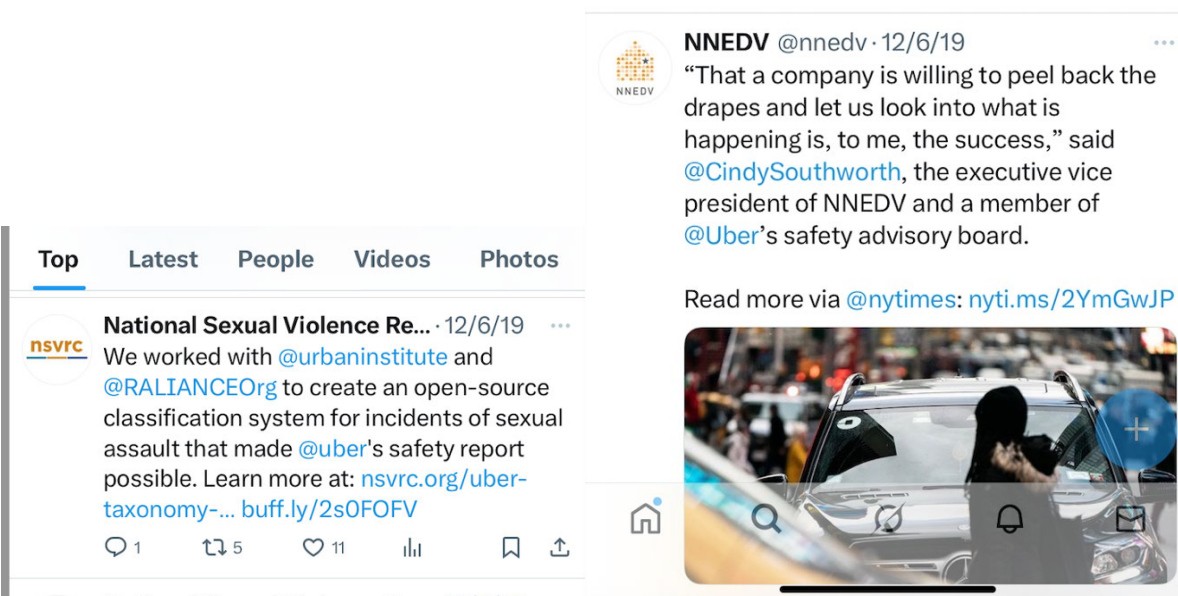 Top Latest People Videos Photos
nsvrc
National Sexual Violence Re... · 12/6/19
We worked with @urbaninstitute and
@RALIANCEOrg to create an open-source
classification system for incidents of sexual
assault that made @uber's safety report
possible. Learn more at: nsvrc.org/uber-
taxonomy-... buff.ly/2s0FOFV
1 5 11
NNEDV
NNEDV @nnedv · 12/6/19
“That a company is willing to peel back the
drapes and let us look into what is
happening is, to me, the success,” said
@CindySouthworth, the executive vice
president of NNEDV and a member of
@Uber’s safety advisory board.
Read more via @nytimes: nyti.ms/2YmGwJP